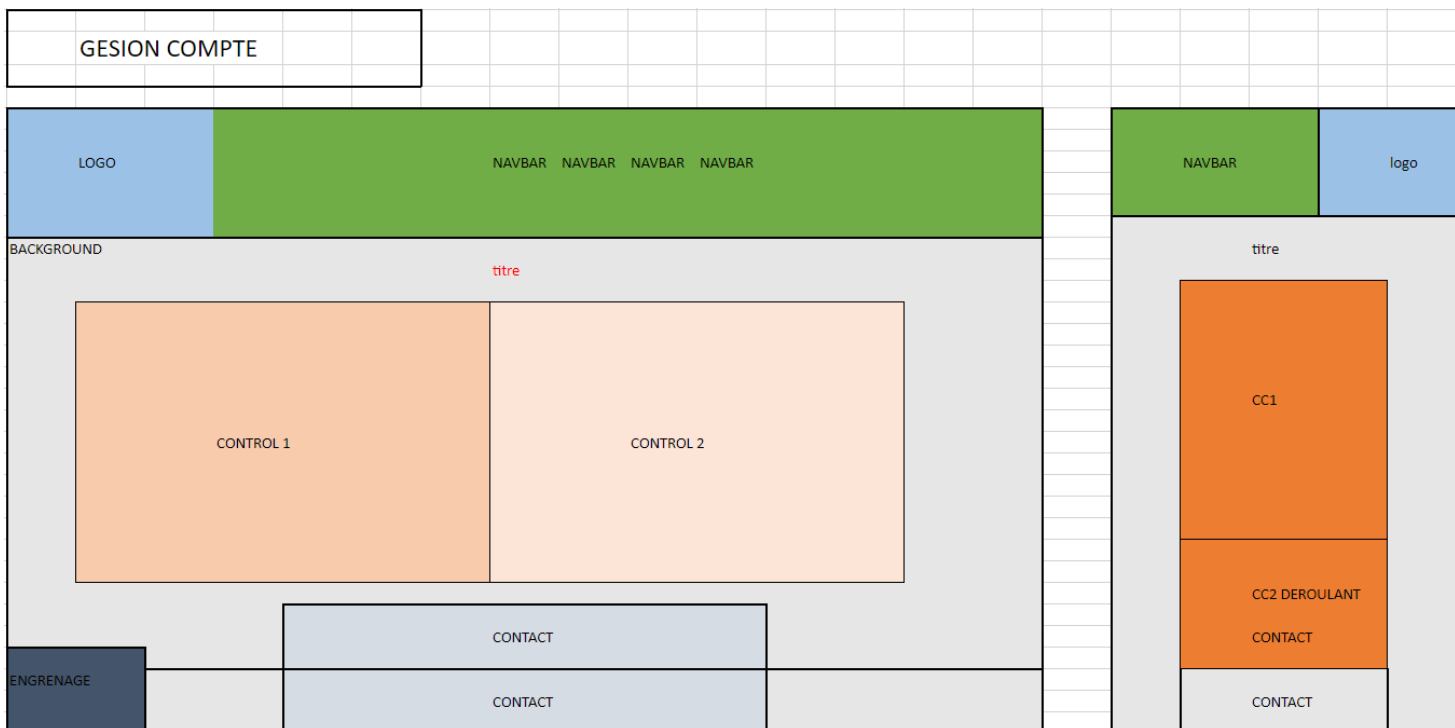 GESION COMPTE
LOGO
NAVBAR NAVBAR NAVBAR NAVBAR
BACKGROUND
titre
CONTROL 1
CONTROL 2
CONTACT
ENGRENAGE
CONTACT
NAVBAR
logo
titre
CC1
CC2 DEROULANT
CONTACT
CONTACT